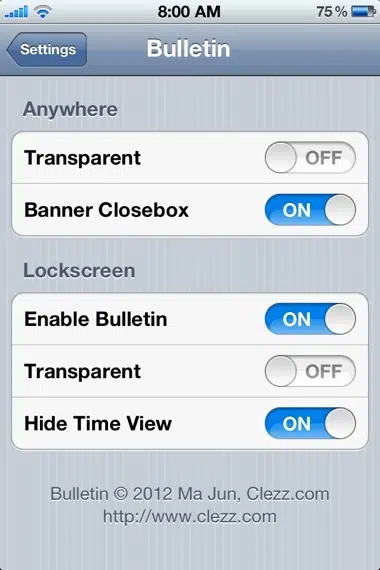 8:00 AM
75%
Settings
Bulletin
Anywhere
Transparent
OFF
Banner Closebox
ON
Lockscreen
Enable Bulletin
ON
Transparent
OFF
Hide Time View
ON
Bulletin © 2012 Ma Jun, Clezz.com
http://www.clezz.com